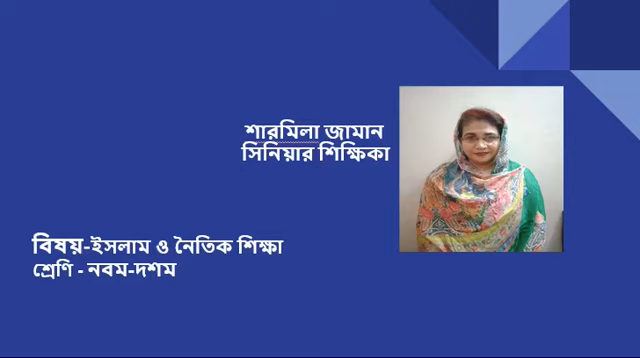 শারমিলা জামান
সিনিয়ার শিক্ষিকা
বিষয়-ইসলাম ও নৈতিক শিক্ষা
শ্রেণি - নবম-দশম